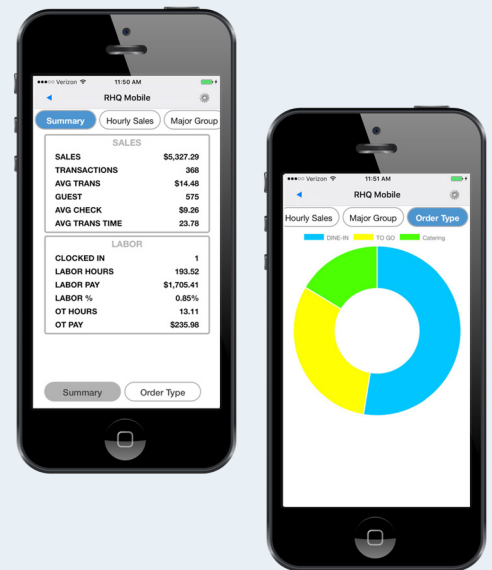 Verizon 11:50 AM
RHQ Mobile
Summary Hourly Sales Major Group
SALES
SALES $5,327.29
TRANSACTIONS 368
AVG TRANS $14.48
GUEST 575
AVG CHECK $9.26
AVG TRANS TIME 23.78
LABOR
CLOCKED IN 1
LABOR HOURS 193.52
LABOR PAY $1,705.41
LABOR % 0.85%
OT HOURS 13.11
OT PAY $235.98
Summary Order Type
Verizon 11:51 AM
RHQ Mobile
Hourly Sales Major Group Order Type
DINE-IN TO GO Catering